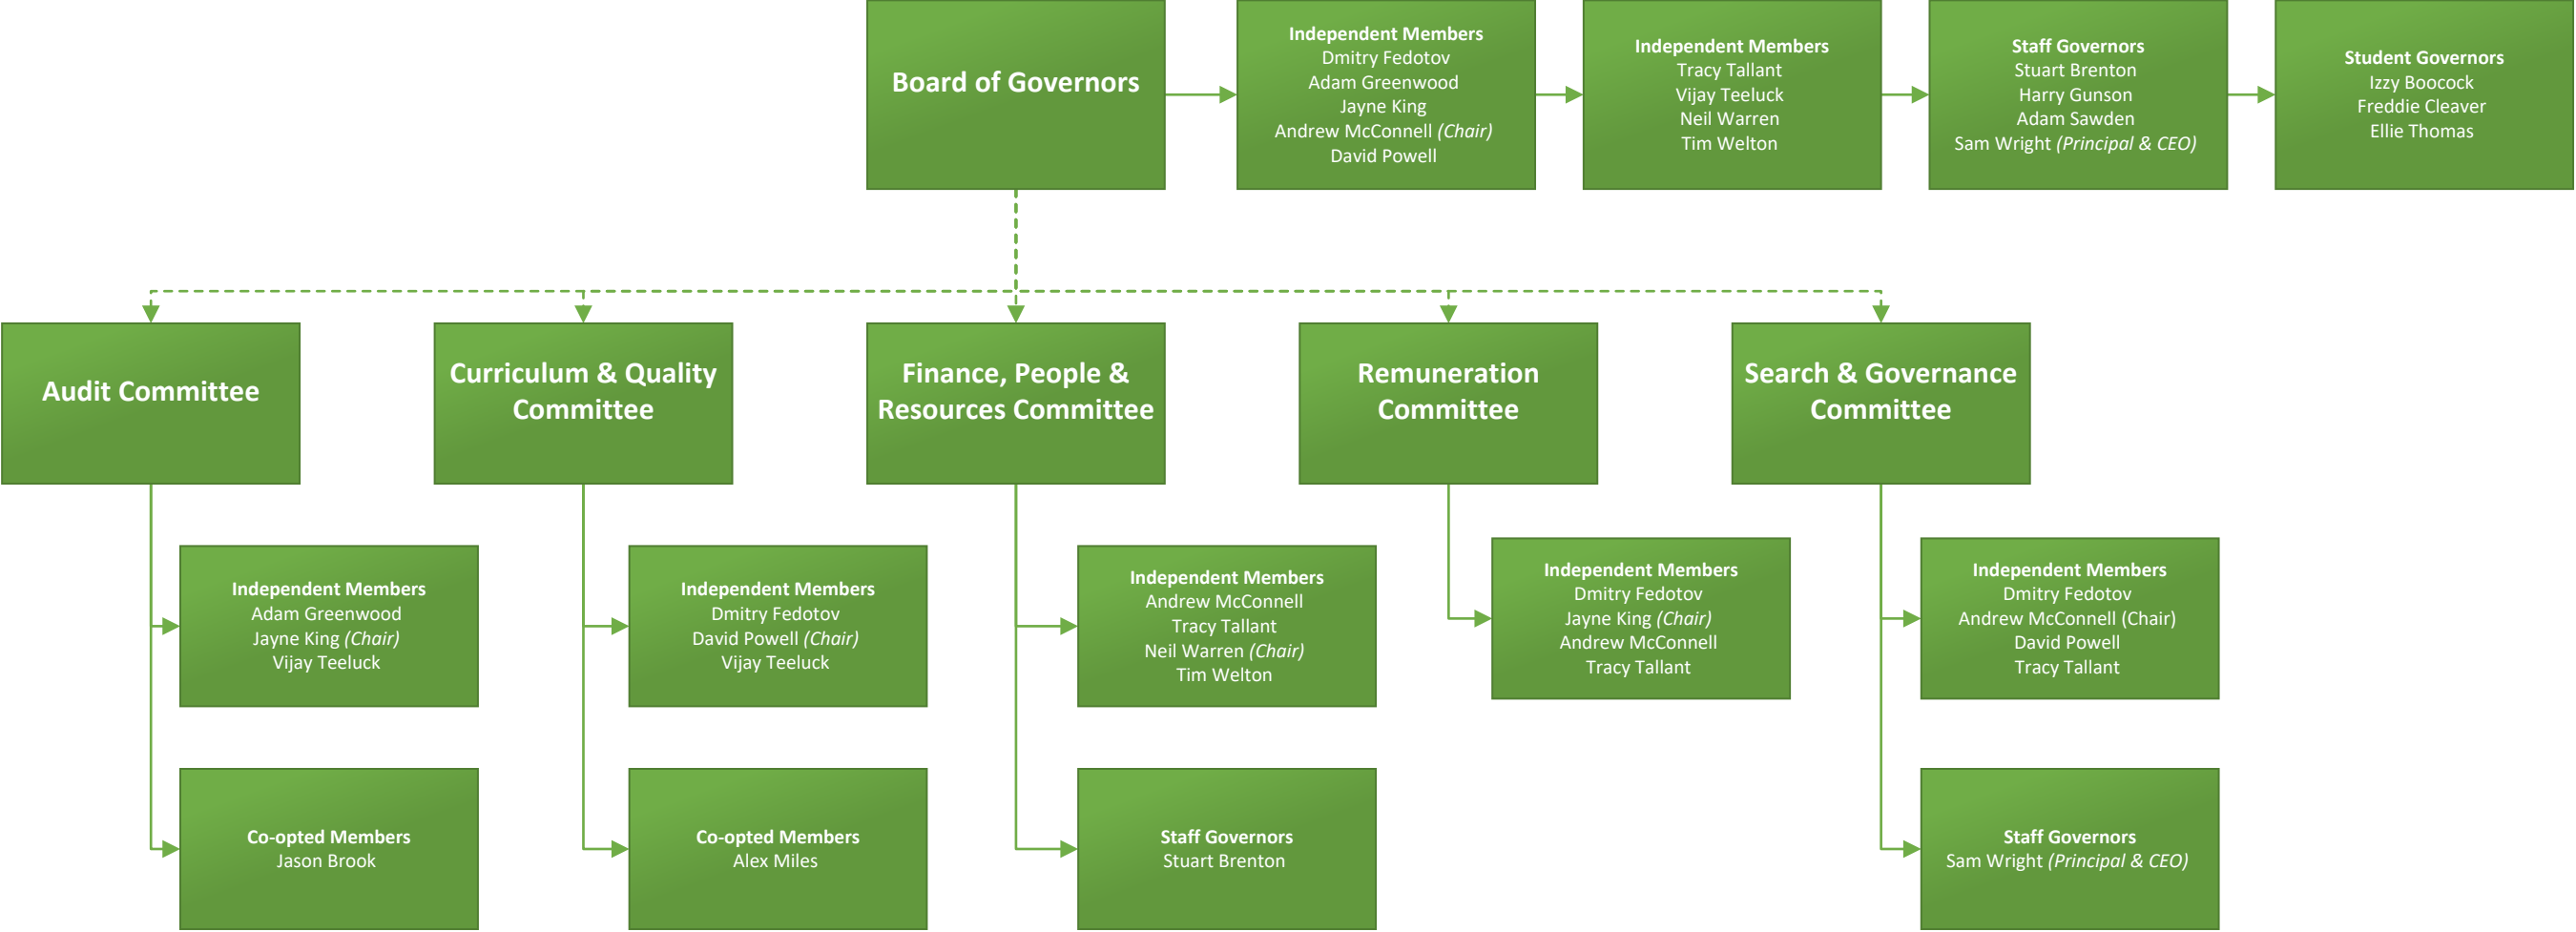 Board of Governors
Independent Members
Dmitry Fedotov
Adam Greenwood
Jayne King
Andrew McConnell (Chair)
David Powell
Independent Members
Tracy Tallant
Vijay Teeluck
Neil Warren
Tim Welton
Staff Governors
Stuart Brenton
Harry Gunson
Adam Sawden
Sam Wright (Principal & CEO)
Student Governors
Izzy Boocock
Freddie Cleaver
Ellie Thomas
Audit Committee
Curriculum & Quality
Committee
Finance, People &
Resources Committee
Remuneration
Committee
Search & Governance
Committee
Independent Members
Adam Greenwood
Jayne King (Chair)
Vijay Teeluck
Independent Members
Dmitry Fedotov
David Powell (Chair)
Vijay Teeluck
Independent Members
Andrew McConnell
Tracy Tallant
Neil Warren (Chair)
Tim Welton
Independent Members
Dmitry Fedotov
Jayne King (Chair)
Andrew McConnell
Tracy Tallant
Independent Members
Dmitry Fedotov
Andrew McConnell (Chair)
David Powell
Tracy Tallant
Co-opted Members
Jason Brook
Co-opted Members
Alex Miles
Staff Governors
Stuart Brenton
Staff Governors
Sam Wright (Principal & CEO)